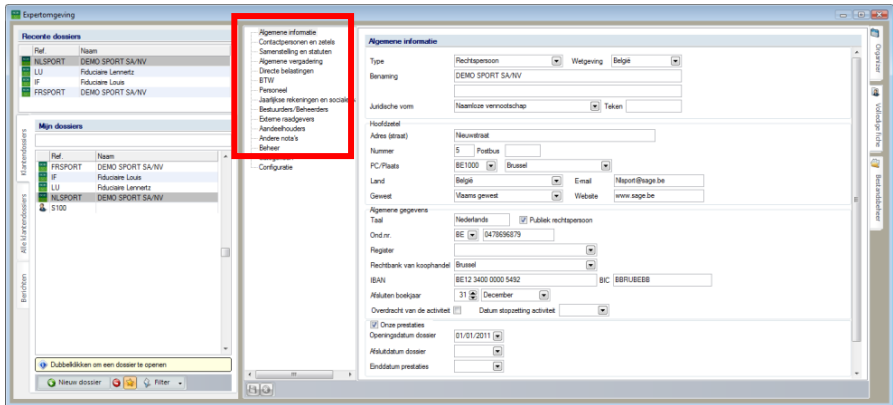 Expertomgeving
Recente dossiers
Ref. Naam
NLSPORT DEMO SPORT SA/NV
LU Fiduciaire Lennertz
IF Fiduciaire Louis
FRSPORT DEMO SPORT SA/NV
Klantendossiers
Alle klantendossiers
Berichten
Mijn dossiers
Ref. Naam
FRSPORT DEMO SPORT SA/NV
IF Fiduciaire Louis
LU Fiduciaire Lennertz
NLSPORT DEMO SPORT SA/NV
S100
Dubbelklikken om een dossier te openen
Nieuw dossier Filter
Algemene informatie
Contactpersonen en zetels
Samenstelling en statuten
Algemene vergadering
Directe belastingen
BTW
Personeel
Jaarlijkse rekeningen en sociale
Bestuurders/Beheerders
Externe raadgevers
Aandeelhouders
Andere nota's
Beheer
Configuratie
Algemene informatie
Type Rechtspersoon Wetgeving België
Benaming DEMO SPORT SA/NV
Juridische vorm Naamloze vennootschap Teken
Hoofdzetel
Adres (straat) Nieuwstraat
Nummer 5 Postbus
PC/Plaats BE1000 Brussel
Land België E-mail Nlsport@sage.be
Gewest Vlaams gewest Website www.sage.be
Algemene gegevens
Taal Nederlands Publiek rechtspersoon
Ond.nr. BE 0478696879
Register
Rechtbank van koophandel Brussel
IBAN BE12 3400 0000 5492 BIC BBRUBEBB
Afsluiten boekjaar 31 December
Overdracht van de activiteit Datum stopzetting activiteit
Onze prestaties
Openingsdatum dossier 01/01/2011
Afsluitdatum dossier
Einddatum prestaties
Organizer
Volledige fiche
Bestandsbeheer